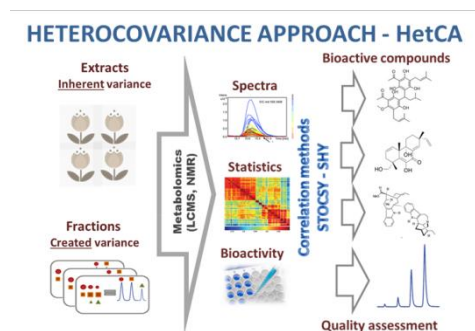 HETEROCOVARIANCE APPROACH - HetCA
Extracts
Inherent variance
Fractions
Created variance
Metabolomics
(LCMS, NMR)
Spectra
Statistics
Bioactivity
Correlation methods
STOCSY - SHY
Bioactive compounds
Quality assessment